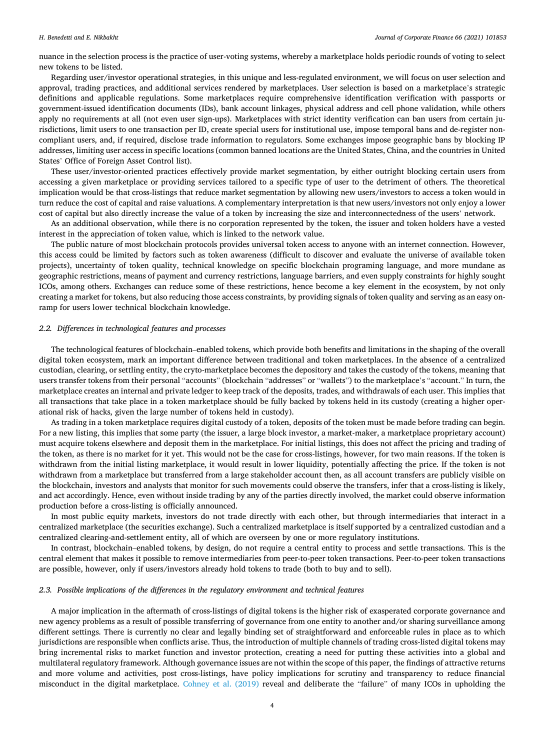 H. Benedetti and E. Nikbakht
Journal of Corporate Finance 66 (2021) 101853
nuance in the selection process is the practice of user-voting systems, whereby a marketplace holds periodic rounds of voting to select
new tokens to be listed.
Regarding user/investor operational strategies, in this unique and less-regulated environment, we will focus on user selection and
approval, trading practices, and additional services rendered by marketplaces. User selection is based on a marketplace's strategic
definitions and applicable regulations. Some marketplaces require comprehensive identification verification with passports or
government-issued identification documents (IDs), bank account linkages, physical address and cell phone validation, while others
apply no requirements at all (not even user sign-ups). Marketplaces with strict identity verification can ban users from certain ju-
risdictions, limit users to one transaction per ID, create special users for institutional use, impose temporal bans and de-register non-
compliant users, and, if required, disclose trade information to regulators. Some exchanges impose geographic bans by blocking IP
addresses, limiting user access in specific locations (common banned locations are the United States, China, and the countries in United
States' Office of Foreign Asset Control list).
These user/investor-oriented practices effectively provide market segmentation, by either outright blocking certain users from
accessing a given marketplace or providing services tailored to a specific type of user to the detriment of others. The theoretical
implication would be that cross-listings that reduce market segmentation by allowing new users/investors to access a token would in
turn reduce the cost of capital and raise valuations. A complementary interpretation is that new users/investors not only enjoy a lower
cost of capital but also directly increase the value of a token by increasing the size and interconnectedness of the users' network.
As an additional observation, while there is no corporation represented by the token, the issuer and token holders have a vested
interest in the appreciation of token value, which is linked to the network value.
The public nature of most blockchain protocols provides universal token access to anyone with an internet connection. However,
this access could be limited by factors such as token awareness (difficult to discover and evaluate the universe of available token
projects), uncertainty of token quality, technical knowledge on specific blockchain programing language, and more mundane as
geographic restrictions, means of payment and currency restrictions, language barriers, and even supply constraints for highly sought
ICOs, among others. Exchanges can reduce some of these restrictions, hence become a key element in the ecosystem, by not only
creating a market for tokens, but also reducing those access constraints, by providing signals of token quality and serving as an easy on-
ramp for users lower technical blockchain knowledge.
2.2. Differences in technological features and processes
The technological features of blockchain–enabled tokens, which provide both benefits and limitations in the shaping of the overall
digital token ecosystem, mark an important difference between traditional and token marketplaces. In the absence of a centralized
custodian, clearing, or settling entity, the cryto-marketplace becomes the depository and takes the custody of the tokens, meaning that
users transfer tokens from their personal "accounts" (blockchain "addresses" or "wallets") to the marketplace's "account." In turn, the
marketplace creates an internal and private ledger to keep track of the deposits, trades, and withdrawals of each user. This implies that
all transactions that take place in a token marketplace should be fully backed by tokens held in its custody (creating a higher oper-
ational risk of hacks, given the large number of tokens held in custody).
As trading in a token marketplace requires digital custody of a token, deposits of the token must be made before trading can begin.
For a new listing, this implies that some party (the issuer, a large block investor, a market-maker, a marketplace proprietary account)
must acquire tokens elsewhere and deposit them in the marketplace. For initial listings, this does not affect the pricing and trading of
the token, as there is no market for it yet. This would not be the case for cross-listings, however, for two main reasons. If the token is
withdrawn from the initial listing marketplace, it would result in lower liquidity, potentially affecting the price. If the token is not
withdrawn from a marketplace but transferred from a large stakeholder account then, as all account transfers are publicly visible on
the blockchain, investors and analysts that monitor for such movements could observe the transfers, infer that a cross-listing is likely,
and act accordingly. Hence, even without inside trading by any of the parties directly involved, the market could observe information
production before a cross-listing is officially announced.
In most public equity markets, investors do not trade directly with each other, but through intermediaries that interact in a
centralized marketplace (the securities exchange). Such a centralized marketplace is itself supported by a centralized custodian and a
centralized clearing-and-settlement entity, all of which are overseen by one or more regulatory institutions.
In contrast, blockchain–enabled tokens, by design, do not require a central entity to process and settle transactions. This is the
central element that makes it possible to remove intermediaries from peer-to-peer token transactions. Peer-to-peer token transactions
are possible, however, only if users/investors already hold tokens to trade (both to buy and to sell).
2.3. Possible implications of the differences in the regulatory environment and technical features
A major implication in the aftermath of cross-listings of digital tokens is the higher risk of exasperated corporate governance and
new agency problems as a result of possible transferring of governance from one entity to another and/or sharing surveillance among
different settings. There is currently no clear and legally binding set of straightforward and enforceable rules in place as to which
jurisdictions are responsible when conflicts arise. Thus, the introduction of multiple channels of trading cross-listed digital tokens may
bring incremental risks to market function and investor protection, creating a need for putting these activities into a global and
multilateral regulatory framework. Although governance issues are not within the scope of this paper, the findings of attractive returns
and more volume and activities, post cross-listings, have policy implications for scrutiny and transparency to reduce financial
misconduct in the digital marketplace. Cohney et al. (2019) reveal and deliberate the "failure" of many ICOs in upholding the
4